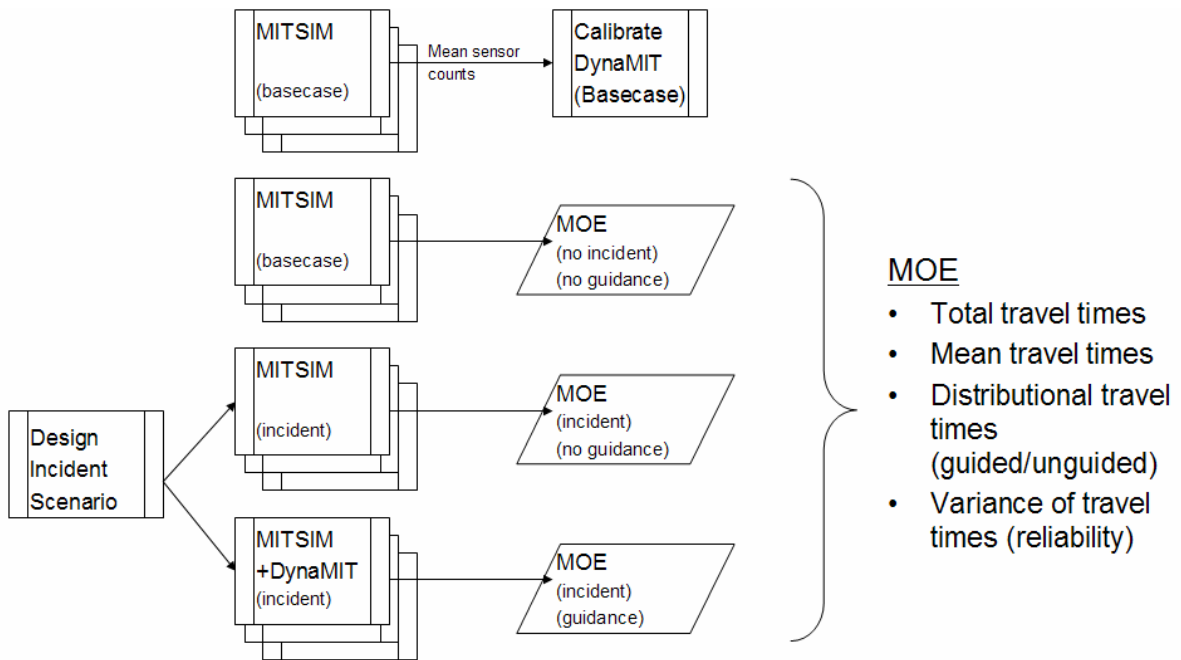 MITSIM
(basecase)
Mean sensor
counts
Calibrate
DynaMIT
(Basecase)
MITSIM
(basecase)
MOE
(no incident)
(no guidance)
Design
Incident
Scenario
MITSIM
(incident)
MOE
(incident)
(no guidance)
MITSIM
+DynaMIT
(incident)
MOE
(incident)
(guidance)
MOE
• Total travel times
• Mean travel times
• Distributional travel
times
(guided/unguided)
• Variance of travel
times (reliability)